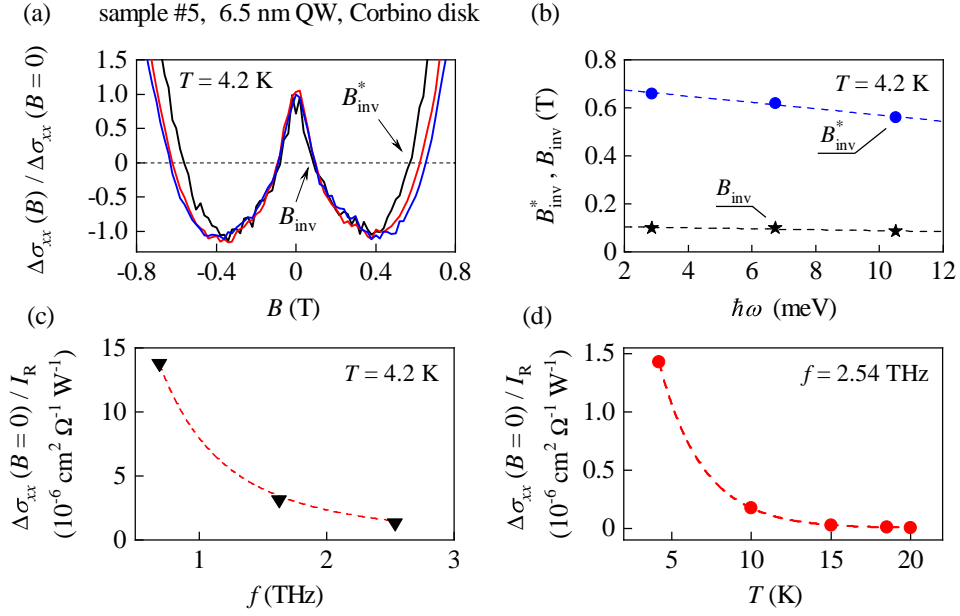 (a) sample #5, 6.5 nm QW, Corbino disk
Δσxx (B) / Δσxx (B = 0)
1.5
1.0
0.5
0
0.5
1.0
T = 4.2 K
B*inv
Binv
-0.8 -0.4 0 0.4 0.8
B (T)
(b)
B*inv , Binv (T)
0.8
0.6
0.4
0.2
0
T = 4.2 K
B*inv
Binv
2 4 6 8 10 12
ħω (meV)
(c)
Δσxx (B = 0) / IR
(10-6 cm2 Ω-1 W-1)
15
10
5
0
T = 4.2 K
1 2 3
f (THz)
(d)
Δσxx (B = 0) / IR
(10-6 cm2 Ω-1 W-1)
1.5
1.0
0.5
0
f = 2.54 THz
5 10 15 20
T (K)